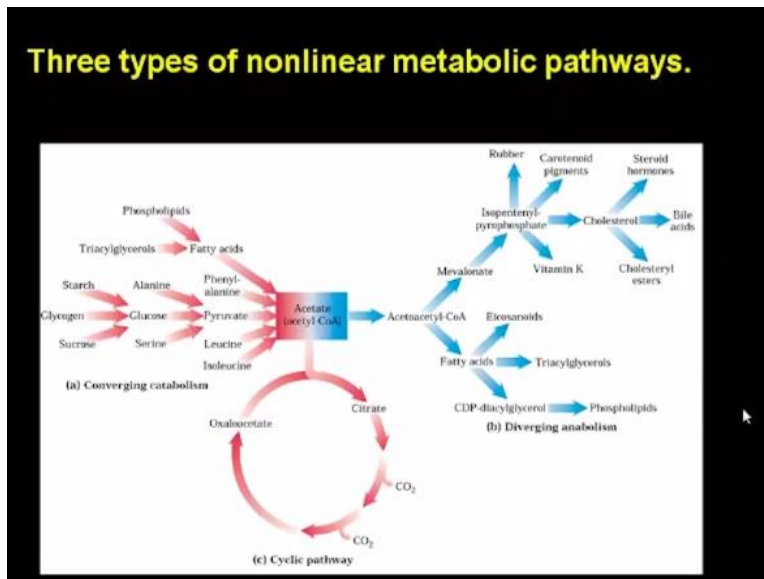 Three types of nonlinear metabolic pathways.
Rubber
Carotenoid
pigments
Steroid
hormones
Phospholipids
Isopentenyl-
pyrophosphate
Cholesterol
Bile
acids
Triacylglycerols
Fatty acids
Mevalonate
Vitamin K
Cholesteryl
esters
Starch
Alanine
Phenyl-
alanine
Acetate
(acetyl-CoA)
Acetoacetyl-CoA
Eicosanoids
Glycogen
Glucose
Pyruvate
Sucrose
Serine
Leucine
Isoleucine
Fatty acids
Triacylglycerols
(a) Converging catabolism
CDP-diacylglycerol
Phospholipids
(b) Diverging anabolism
Citrate
Oxaloacetate
CO2
CO2
(c) Cyclic pathway